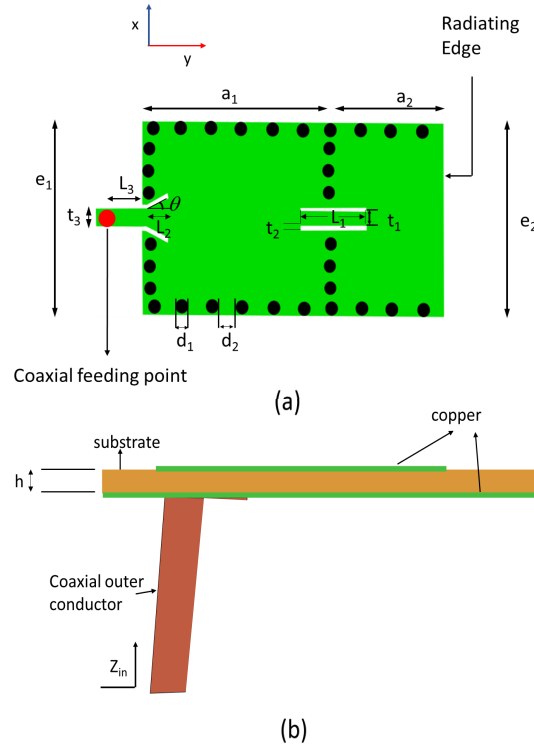 x
y
Radiating
Edge
a1
a2
e1
L3
θ
t3
L2
t2
L1
t1
e2
d1
d2
Coaxial feeding point
(a)
copper
substrate
h
Coaxial outer
conductor
Zin
(b)